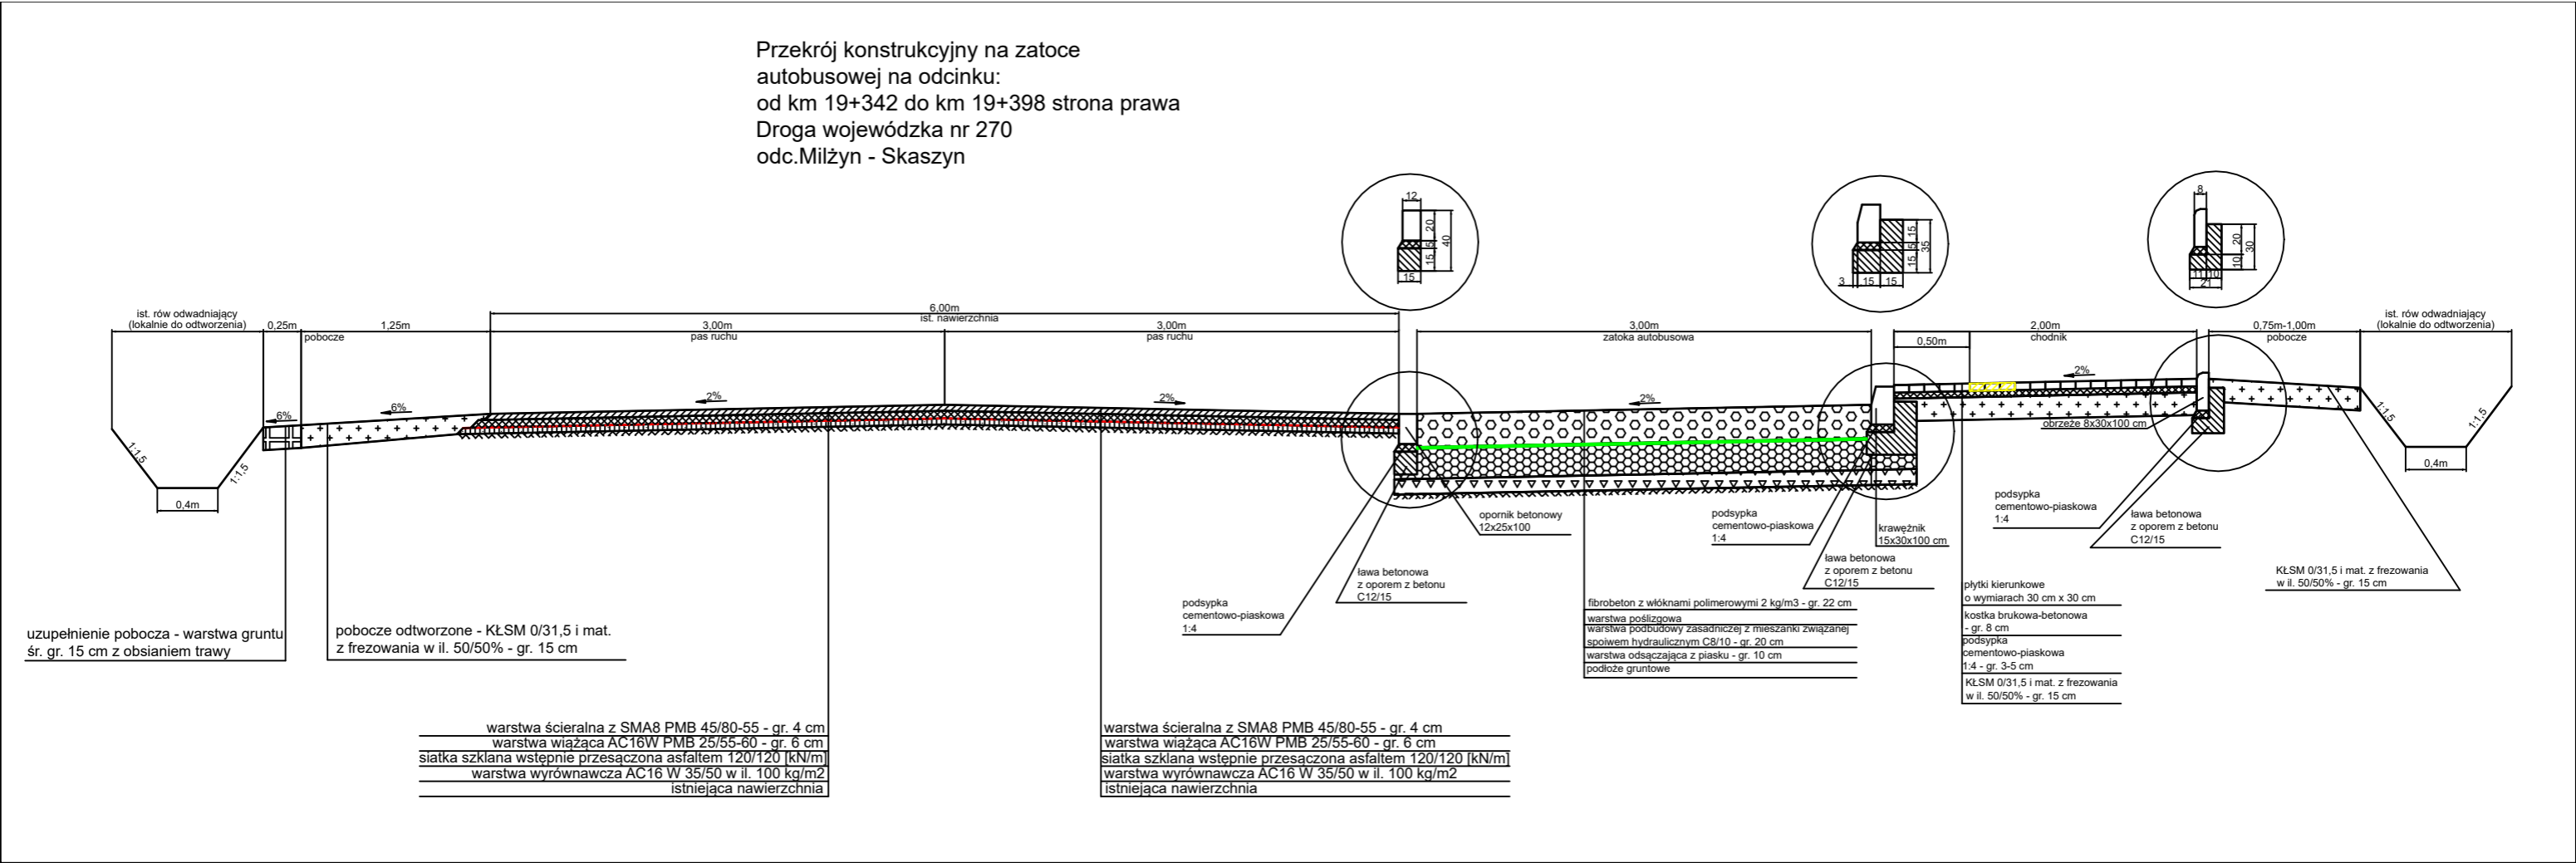 Przekrój konstrukcyjny na zatoce
autobusowej na odcinku:
od km 19+342 do km 19+398 strona prawa
Droga wojewódzka nr 270
odc.Milżyn - Skaszyn
12
20
5
15
40
15
15
5
15
35
3
15
15
8
20
10
30
11
10
21
ist. rów odwadniający
(lokalnie do odtworzenia)
0,25m
1,25m
pobocze
6,00m
ist. nawierzchnia
3,00m
pas ruchu
3,00m
pas ruchu
3,00m
zatoka autobusowa
0,50m
2,00m
chodnik
0,75m-1,00m
pobocze
ist. rów odwadniający
(lokalnie do odtworzenia)
6%
6%
2%
2%
2%
2%
1:1,5
1:1,5
0,4m
1:1,5
1:1,5
0,4m
obrzeże 8x30x100 cm
opornik betonowy
12x25x100
podsypka
cementowo-piaskowa
1:4
krawężnik
15x30x100 cm
podsypka
cementowo-piaskowa
1:4
ława betonowa
z oporem z betonu
C12/15
ława betonowa
z oporem z betonu
C12/15
ława betonowa
z oporem z betonu
C12/15
podsypka
cementowo-piaskowa
1:4
KŁSM 0/31,5 i mat. z frezowania
w il. 50/50% - gr. 15 cm
płytki kierunkowe
o wymiarach 30 cm x 30 cm
kostka brukowa-betonowa
- gr. 8 cm
podsypka
cementowo-piaskowa
1:4 - gr. 3-5 cm
KŁSM 0/31,5 i mat. z frezowania
w il. 50/50% - gr. 15 cm
fibrobeton z włóknami polimerowymi 2 kg/m3 - gr. 22 cm
warstwa poślizgowa
warstwa podbudowy zasadniczej z mieszanki związanej
spoiwem hydraulicznym C8/10 - gr. 20 cm
warstwa odsączająca z piasku - gr. 10 cm
podłoże gruntowe
uzupełnienie pobocza - warstwa gruntu
śr. gr. 15 cm z obsianiem trawy
pobocze odtworzone - KŁSM 0/31,5 i mat.
z frezowania w il. 50/50% - gr. 15 cm
warstwa ścieralna z SMA8 PMB 45/80-55 - gr. 4 cm
warstwa wiążąca AC16W PMB 25/55-60 - gr. 6 cm
siatka szklana wstępnie przesączona asfaltem 120/120 [kN/m]
warstwa wyrównawcza AC16 W 35/50 w il. 100 kg/m2
istniejąca nawierzchnia
warstwa ścieralna z SMA8 PMB 45/80-55 - gr. 4 cm
warstwa wiążąca AC16W PMB 25/55-60 - gr. 6 cm
siatka szklana wstępnie przesączona asfaltem 120/120 [kN/m]
warstwa wyrównawcza AC16 W 35/50 w il. 100 kg/m2
istniejąca nawierzchnia